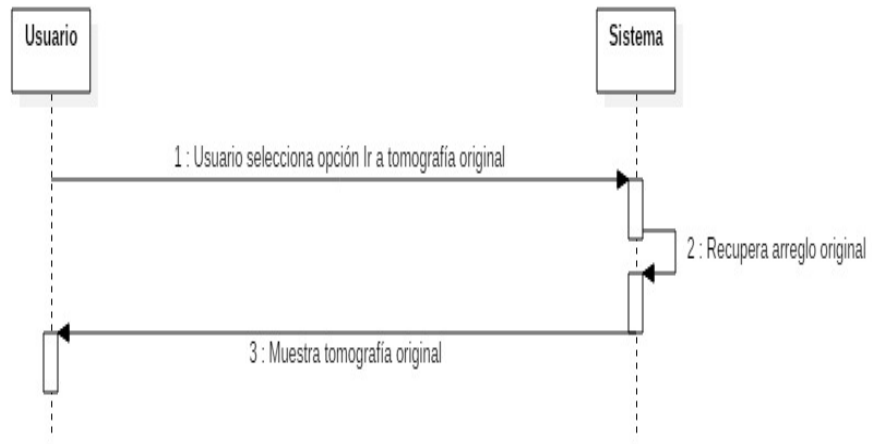 Usuario
Sistema
1 : Usuario selecciona opción Ir a tomografía original
2 : Recupera arreglo original
3 : Muestra tomografía original